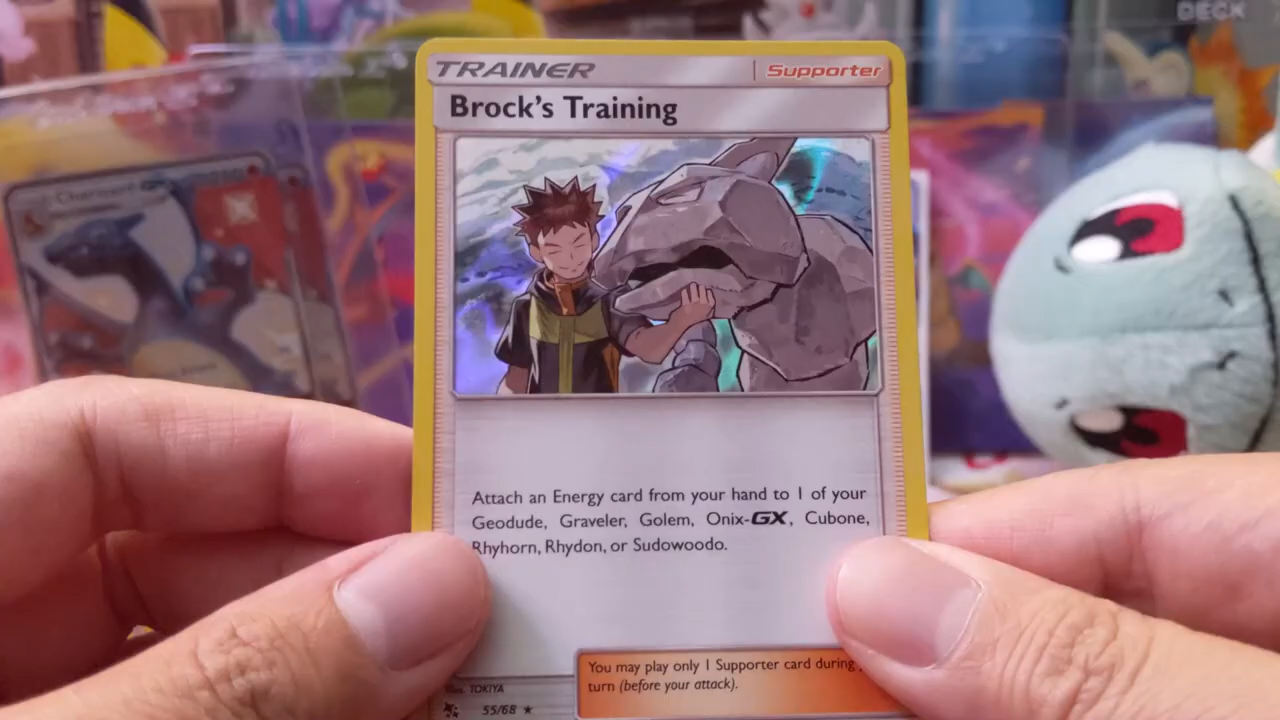 DECK
TRAINER
Supporter
Brock's Training
Attach an Energy card from your hand to 1 of your
Geodude, Graveler, Golem, Onix-GX, Cubone,
Rhyhorn, Rhydon, or Sudowoodo.
You may play only 1 Supporter card during
turn (before your attack).
Illus. TOKIYA
55/68 ★